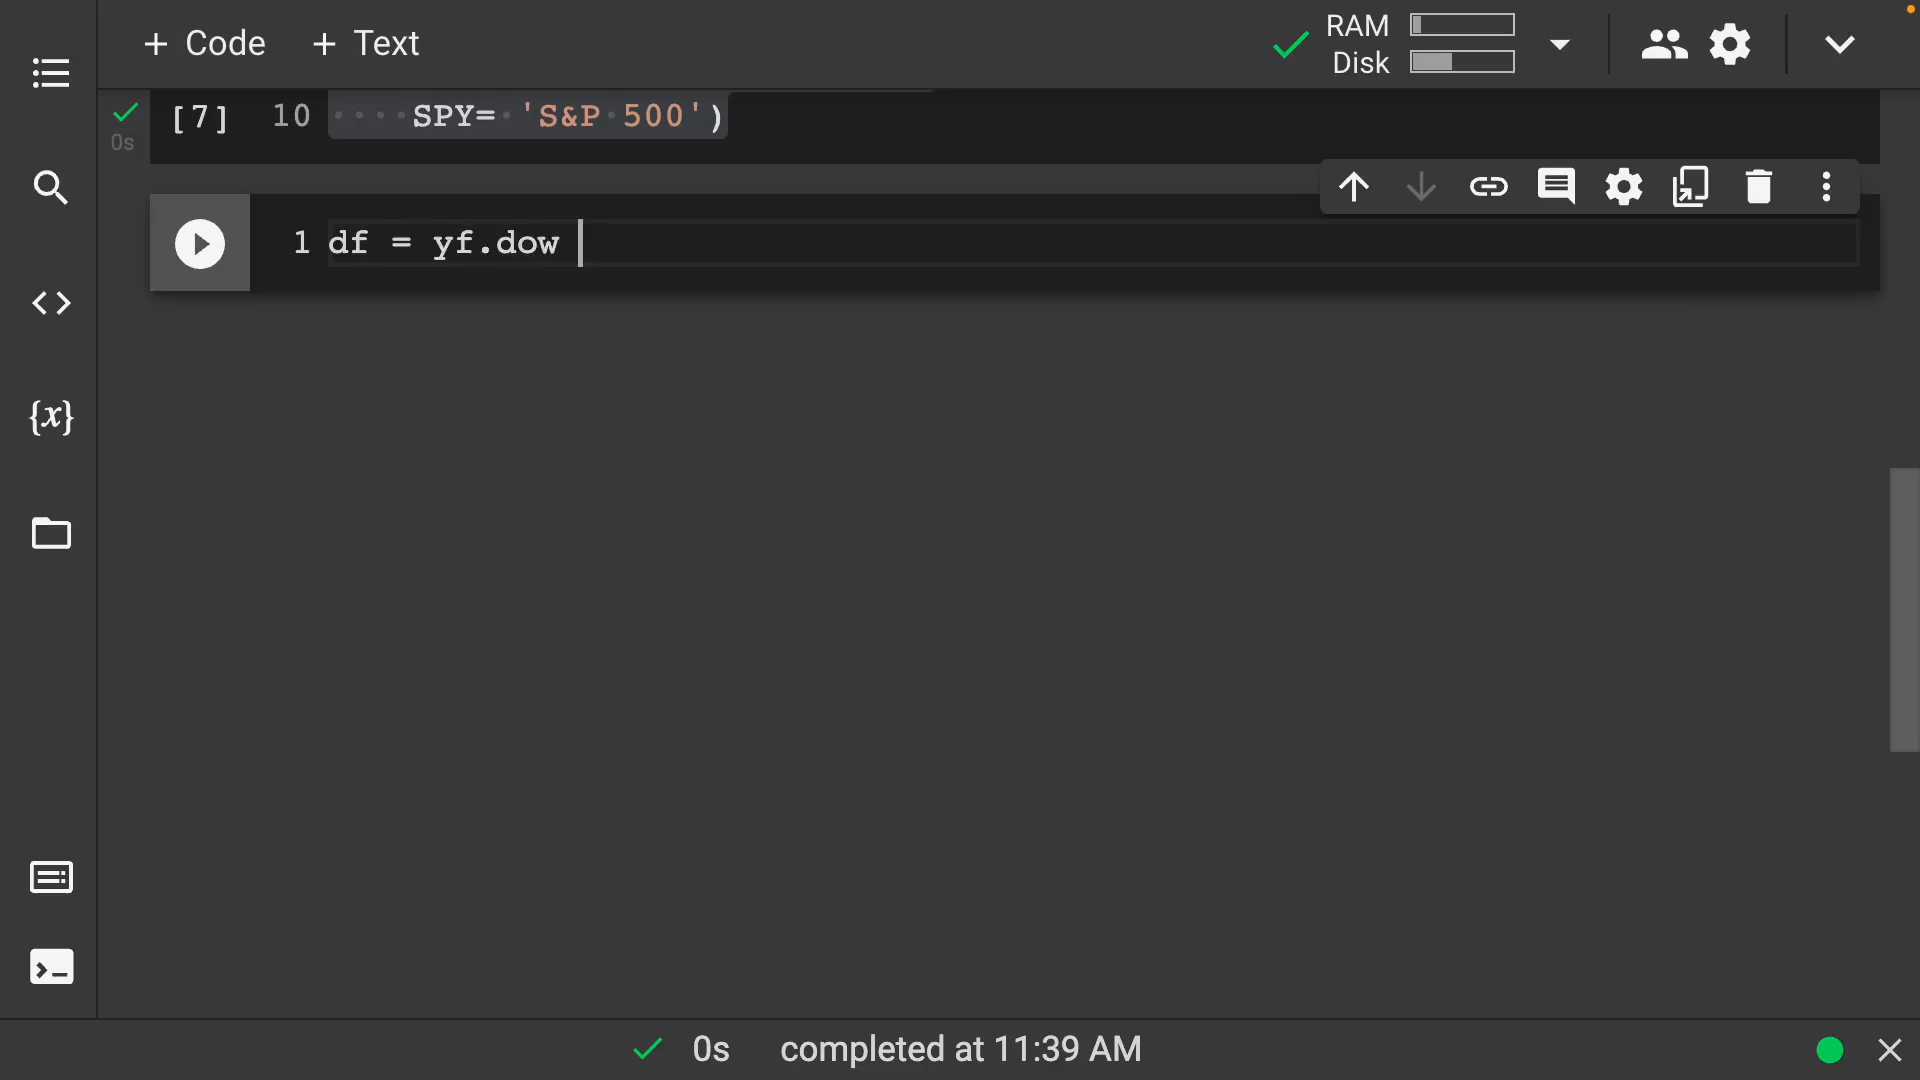 + Code + Text
RAM
Disk
[7] 10 SPY= 'S&P 500')
0s
1 df = yf.dow
{x}
0s completed at 11:39 AM